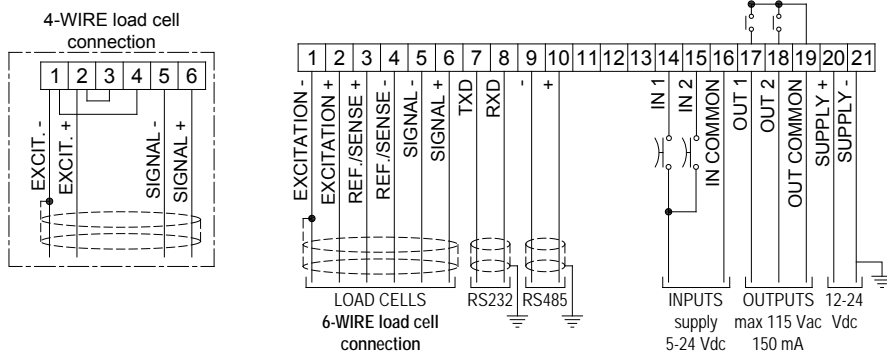 4-WIRE load cell
connection
1 2 3 4 5 6
EXCIT. -
EXCIT. +
SIGNAL -
SIGNAL +
1 2 3 4 5 6 7 8 9 10 11 12 13 14 15 16 17 18 19 20 21
EXCITATION -
EXCITATION +
REF./SENSE +
REF./SENSE -
SIGNAL -
SIGNAL +
TXD
RXD
-
+
IN 1
IN 2
IN COMMON
OUT 1
OUT 2
OUT COMMON
SUPPLY +
SUPPLY -
LOAD CELLS
6-WIRE load cell
connection
RS232
RS485
INPUTS
supply
5-24 Vdc
OUTPUTS
max 115 Vac
150 mA
12-24
Vdc